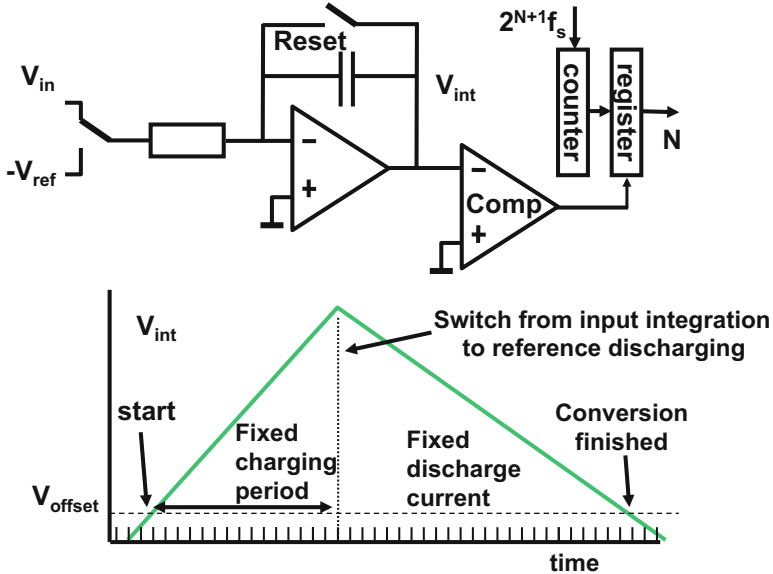 2^{N+1}f_s
Reset
V_in
V_int
counter
register
N
-V_ref
−
+
−
Comp
+
V_int
Switch from input integration
to reference discharging
start
Fixed
charging
period
Fixed
discharge
current
Conversion
finished
V_offset
time